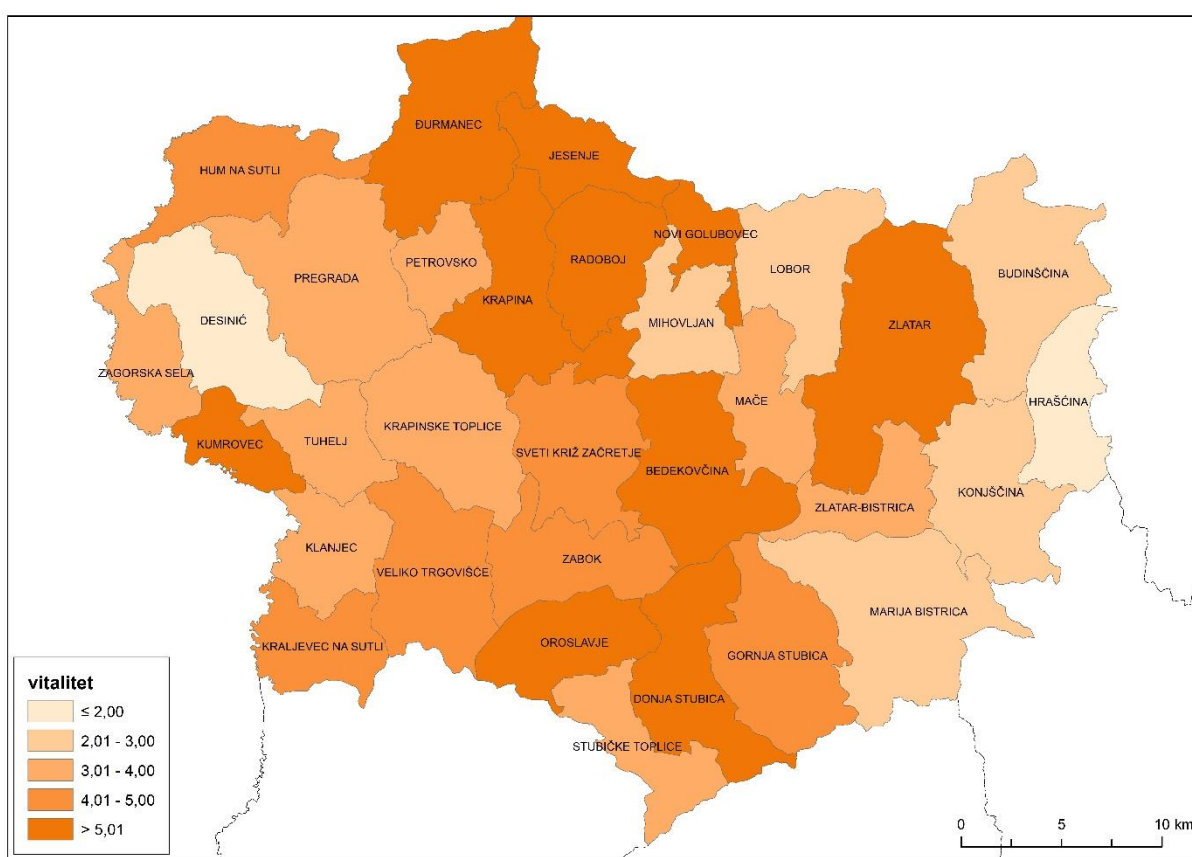 ĐURMANEC
JESENJE
HUM NA SUTLI
NOVI GOLUBOVEC
PETROVSKO
RADOBOJ
LOBOR
BUDINŠČINA
PREGRADA
KRAPINA
DESINIĆ
MIHOVLJAN
ZLATAR
ZAGORSKA SELA
MAČE
HRAŠĆINA
KRAPINSKE TOPLICE
KUMROVEC
TUHELJ
SVETI KRIŽ ZAČRETJE
BEDEKOVČINA
KONJŠČINA
ZLATAR-BISTRICA
KLANJEC
ZABOK
VELIKO TRGOVIŠĆE
MARIJA BISTRICA
KRALJEVEC NA SUTLI
OROSLAVJE
GORNJA STUBICA
DONJA STUBICA
STUBIČKE TOPLICE
vitalitet
≤ 2,00
2,01 - 3,00
3,01 - 4,00
4,01 - 5,00
> 5,01
0 5 10 km